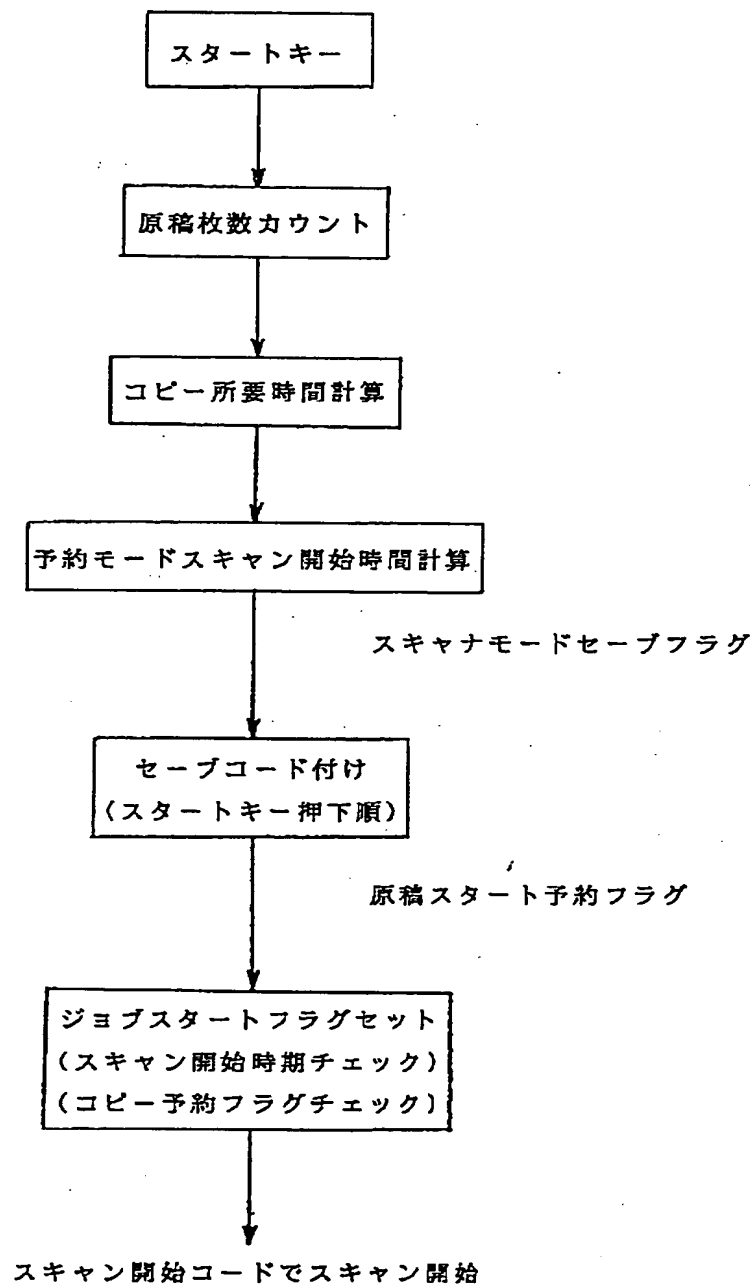 スタートキー
原稿枚数カウント
コピー所要時間計算
予約モードスキャン開始時間計算
スキャナモードセーブフラグ
セーブコード付け
(スタートキー押下順)
原稿スタート予約フラグ
ジョブスタートフラグセット
(スキャン開始時期チェック)
(コピー予約フラグチェック)
スキャン開始コードでスキャン開始